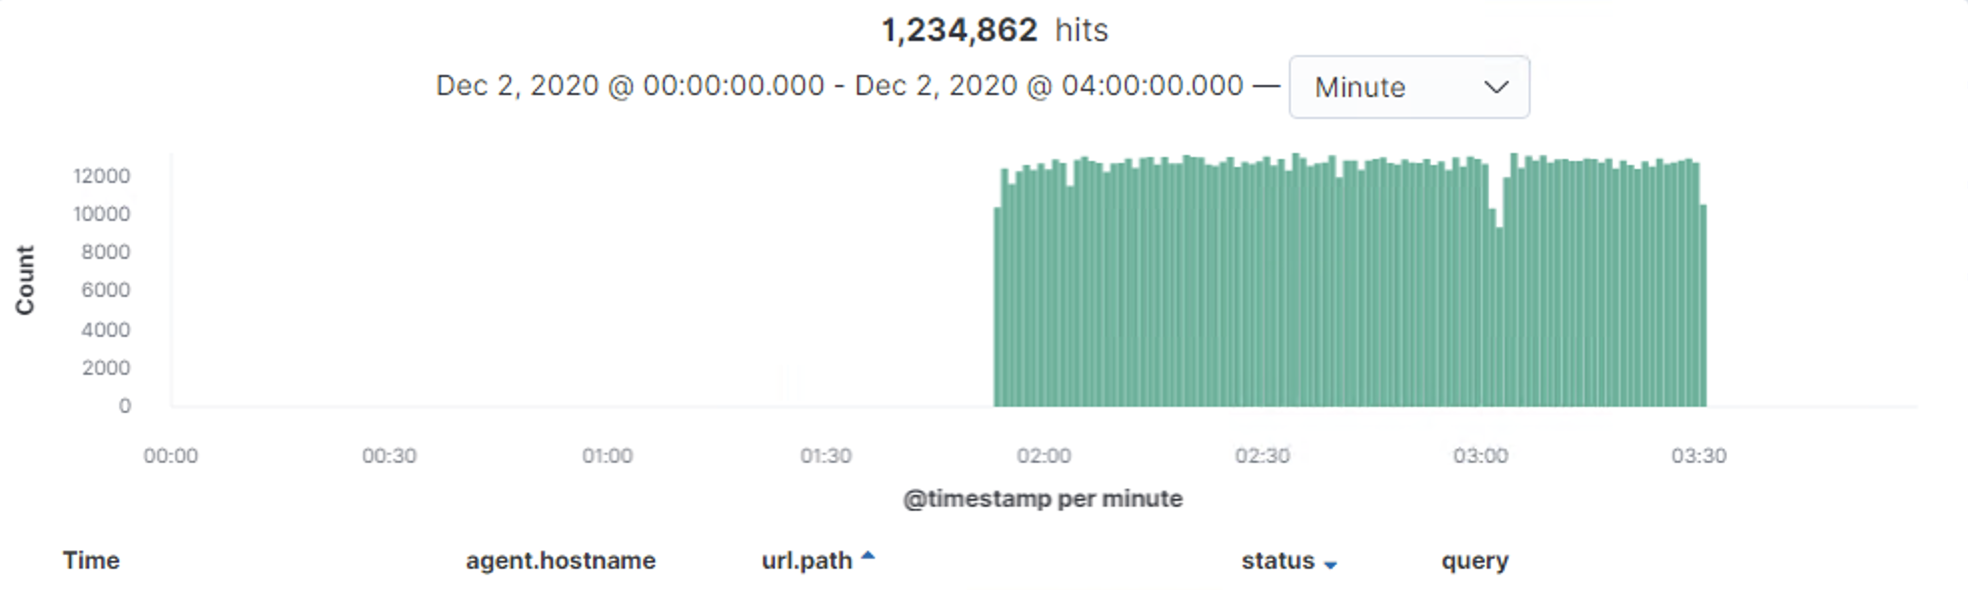 1,234,862 hits
Dec 2, 2020 @ 00:00:00.000 - Dec 2, 2020 @ 04:00:00.000 — Minute
Count
12000
10000
8000
6000
4000
2000
0
00:00 00:30 01:00 01:30 02:00 02:30 03:00 03:30
@timestamp per minute
Time agent.hostname url.path status query